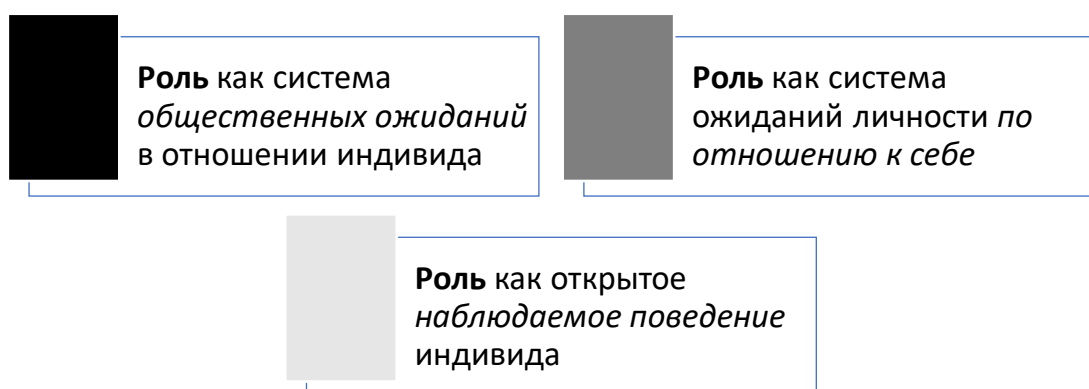 Роль как система
общественных ожиданий
в отношении индивида
Роль как система
ожиданий личности по
отношению к себе
Роль как открытое
наблюдаемое поведение
индивида